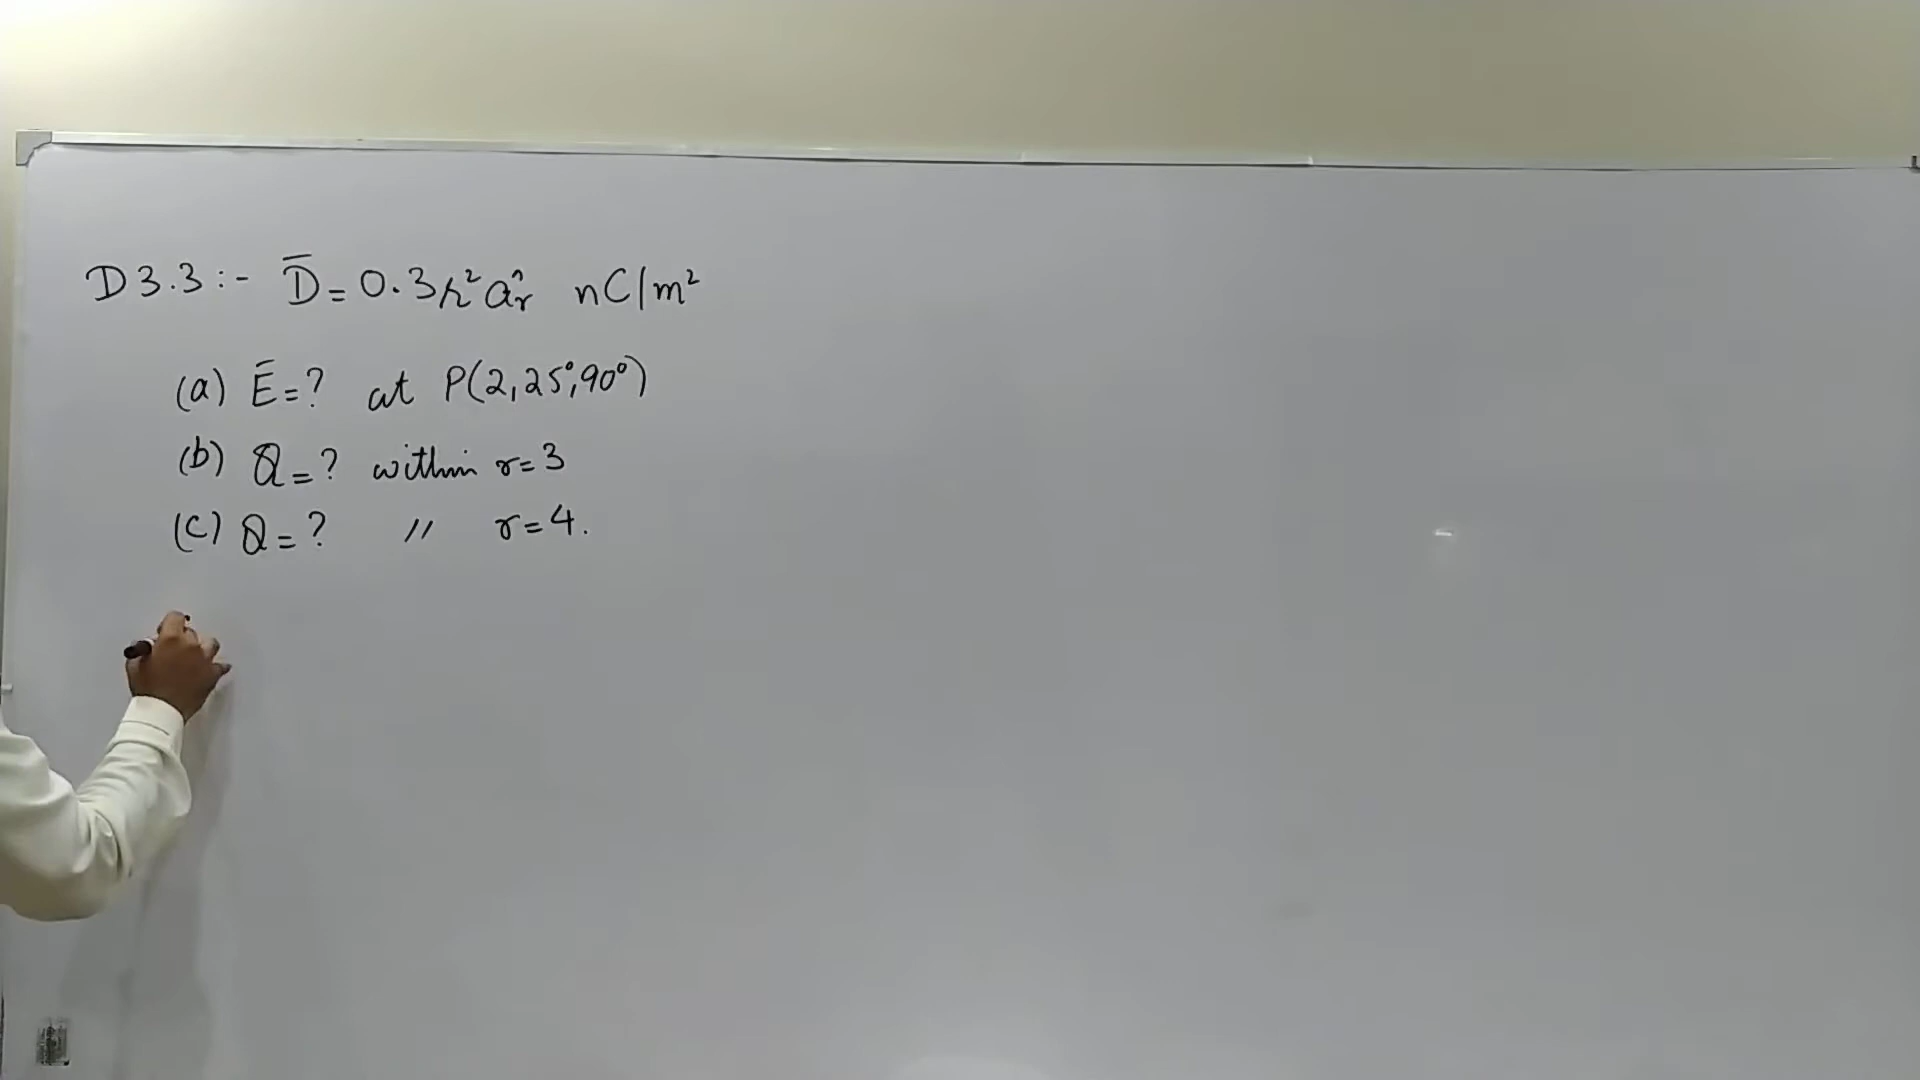 D3.3:- D̄ = 0.3r² âr nC/m²
(a) Ē=? at P(2,25°,90°)
(b) Q=? within r=3
(c) Q=? 〃 r=4.